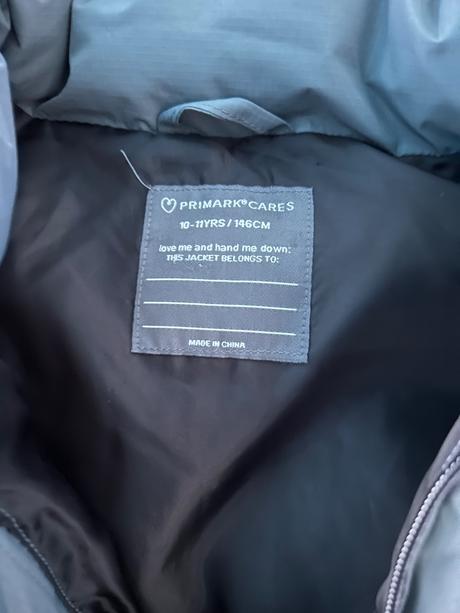 PRIMARK® CARES
10-11YRS / 146CM
love me and hand me down:
THIS JACKET BELONGS TO:
MADE IN CHINA